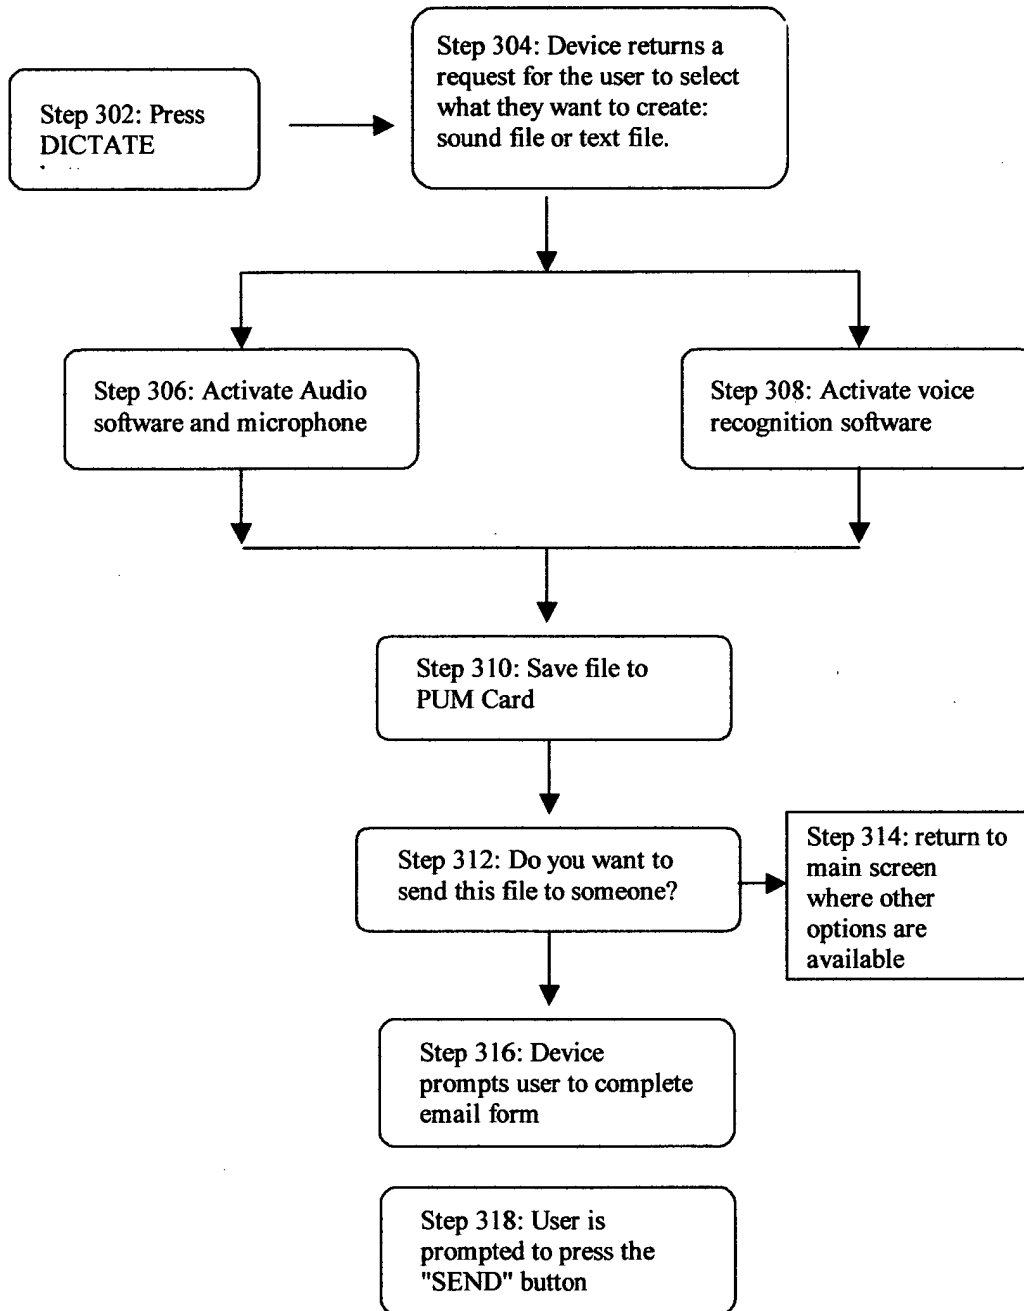 Step 302: Press
DICTATE
Step 304: Device returns a
request for the user to select
what they want to create:
sound file or text file.
Step 306: Activate Audio
software and microphone
Step 308: Activate voice
recognition software
Step 310: Save file to
PUM Card
Step 312: Do you want to
send this file to someone?
Step 314: return to
main screen
where other
options are
available
Step 316: Device
prompts user to complete
email form
Step 318: User is
prompted to press the
"SEND" button